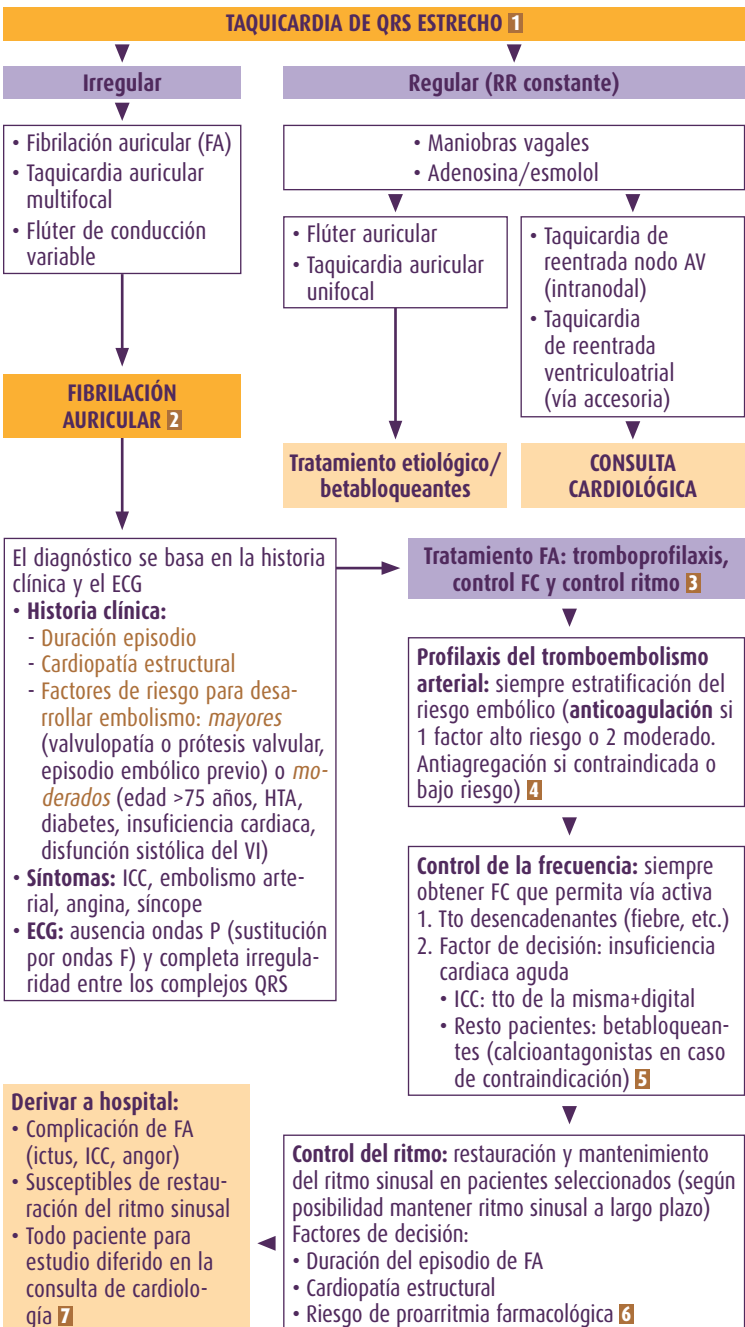 TAQUICARDIA DE QRS ESTRECHO 1
Irregular
• Fibrilación auricular (FA)
• Taquicardia auricular
multifocal
• Flúter de conducción
variable
FIBRILACIÓN
AURICULAR 2
Regular (RR constante)
• Maniobras vagales
• Adenosina/esmolol
• Flúter auricular
• Taquicardia auricular
unifocal
Tratamiento etiológico/
betabloqueantes
• Taquicardia de
reentrada nodo AV
(intranodal)
• Taquicardia
de reentrada
ventriculoatrial
(vía accesoria)
CONSULTA
CARDIOLÓGICA
El diagnóstico se basa en la historia
clínica y el ECG
• Historia clínica:
- Duración episodio
- Cardiopatía estructural
- Factores de riesgo para desa-
rrollar embolismo: mayores
(valvulopatía o prótesis valvular,
episodio embólico previo) o mo-
derados (edad >75 años, HTA,
diabetes, insuficiencia cardiaca,
disfunción sistólica del VI)
• Síntomas: ICC, embolismo arte-
rial, angina, síncope
• ECG: ausencia ondas P (sustitución
por ondas F) y completa irregula-
ridad entre los complejos QRS
Tratamiento FA: tromboprofilaxis,
control FC y control ritmo 3
Profilaxis del tromboembolismo
arterial: siempre estratificación del
riesgo embólico (anticoagulación si
1 factor alto riesgo o 2 moderado.
Antiagregación si contraindicada o
bajo riesgo) 4
Control de la frecuencia: siempre
obtener FC que permita vía activa
1. Tto desencadenantes (fiebre, etc.)
2. Factor de decisión: insuficiencia
cardiaca aguda
• ICC: tto de la misma+digital
• Resto pacientes: betabloquean-
tes (calcioantagonistas en caso
de contraindicación) 5
Control del ritmo: restauración y mantenimiento
del ritmo sinusal en pacientes seleccionados (según
posibilidad mantener ritmo sinusal a largo plazo)
Factores de decisión:
• Duración del episodio de FA
• Cardiopatía estructural
• Riesgo de proarritmia farmacológica 6
Derivar a hospital:
• Complicación de FA
(ictus, ICC, angor)
• Susceptibles de restau-
ración del ritmo sinusal
• Todo paciente para
estudio diferido en la
consulta de cardiolo-
gía 7